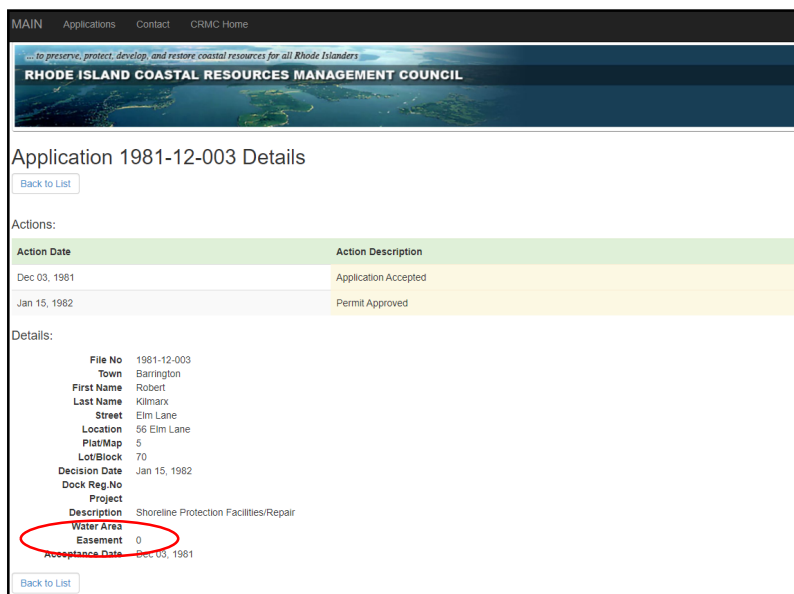 MAIN Applications Contact CRMC Home
... to preserve, protect, develop, and restore coastal resources for all Rhode Islanders
RHODE ISLAND COASTAL RESOURCES MANAGEMENT COUNCIL
Application 1981-12-003 Details
Back to List
Actions:
Action Date Action Description
Dec 03, 1981 Application Accepted
Jan 15, 1982 Permit Approved
Details:
File No 1981-12-003
Town Barrington
First Name Robert
Last Name Kilmarx
Street Elm Lane
Location 56 Elm Lane
Plat/Map 5
Lot/Block 70
Decision Date Jan 15, 1982
Dock Reg.No
Project
Description Shoreline Protection Facilities/Repair
Water Area
Easement 0
Acceptance Date Dec 03, 1981
Back to List